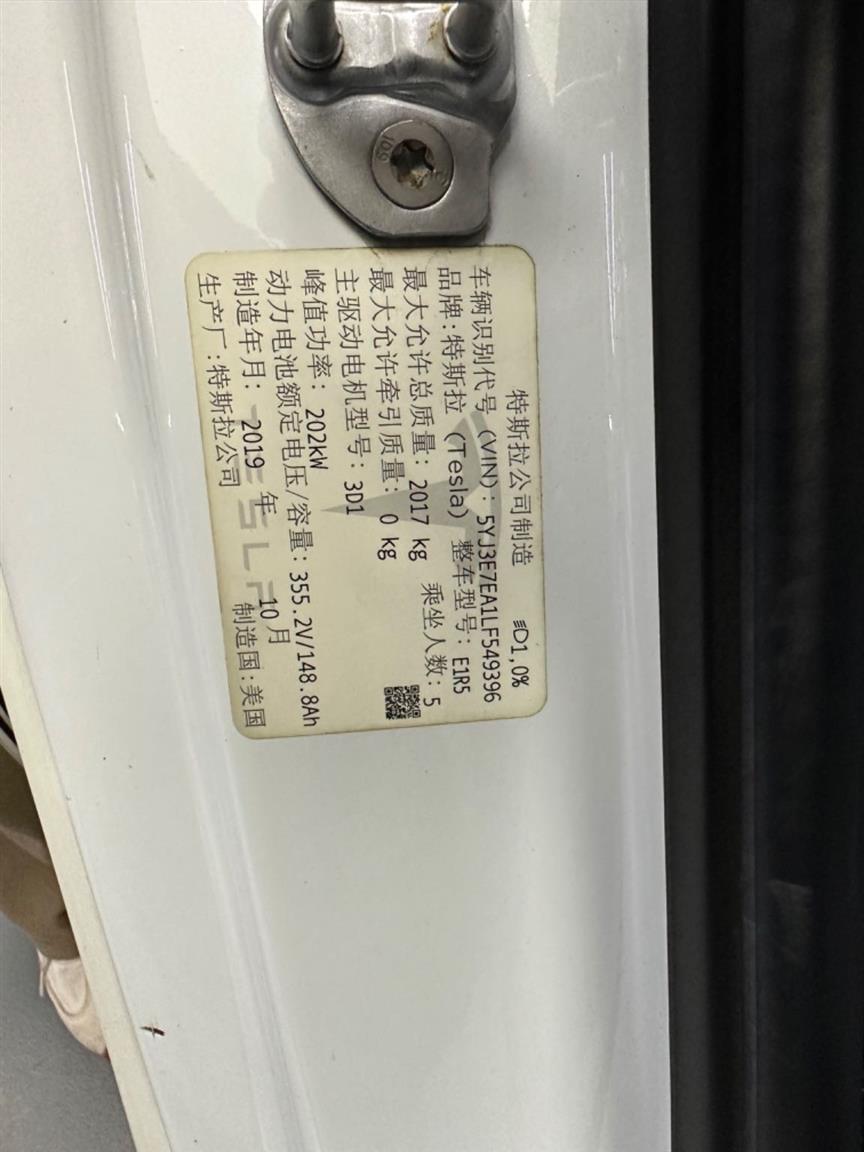 109
特斯拉公司制造 1,0%
车辆识别代号 (VIN): 5YJ3E7EA1LF549396
品牌:特斯拉 (Tesla) 整车型号: E1R5
最大允许总质量: 2017 kg 乘坐人数: 5
最大允许牵引质量: 0 kg
主驱动电机型号: 3D1
峰值功率: 202kW
动力电池额定电压/容量: 355.2V/148.8Ah
制造年月: 2019 年 10 月
生产厂:特斯拉公司 制造国:美国